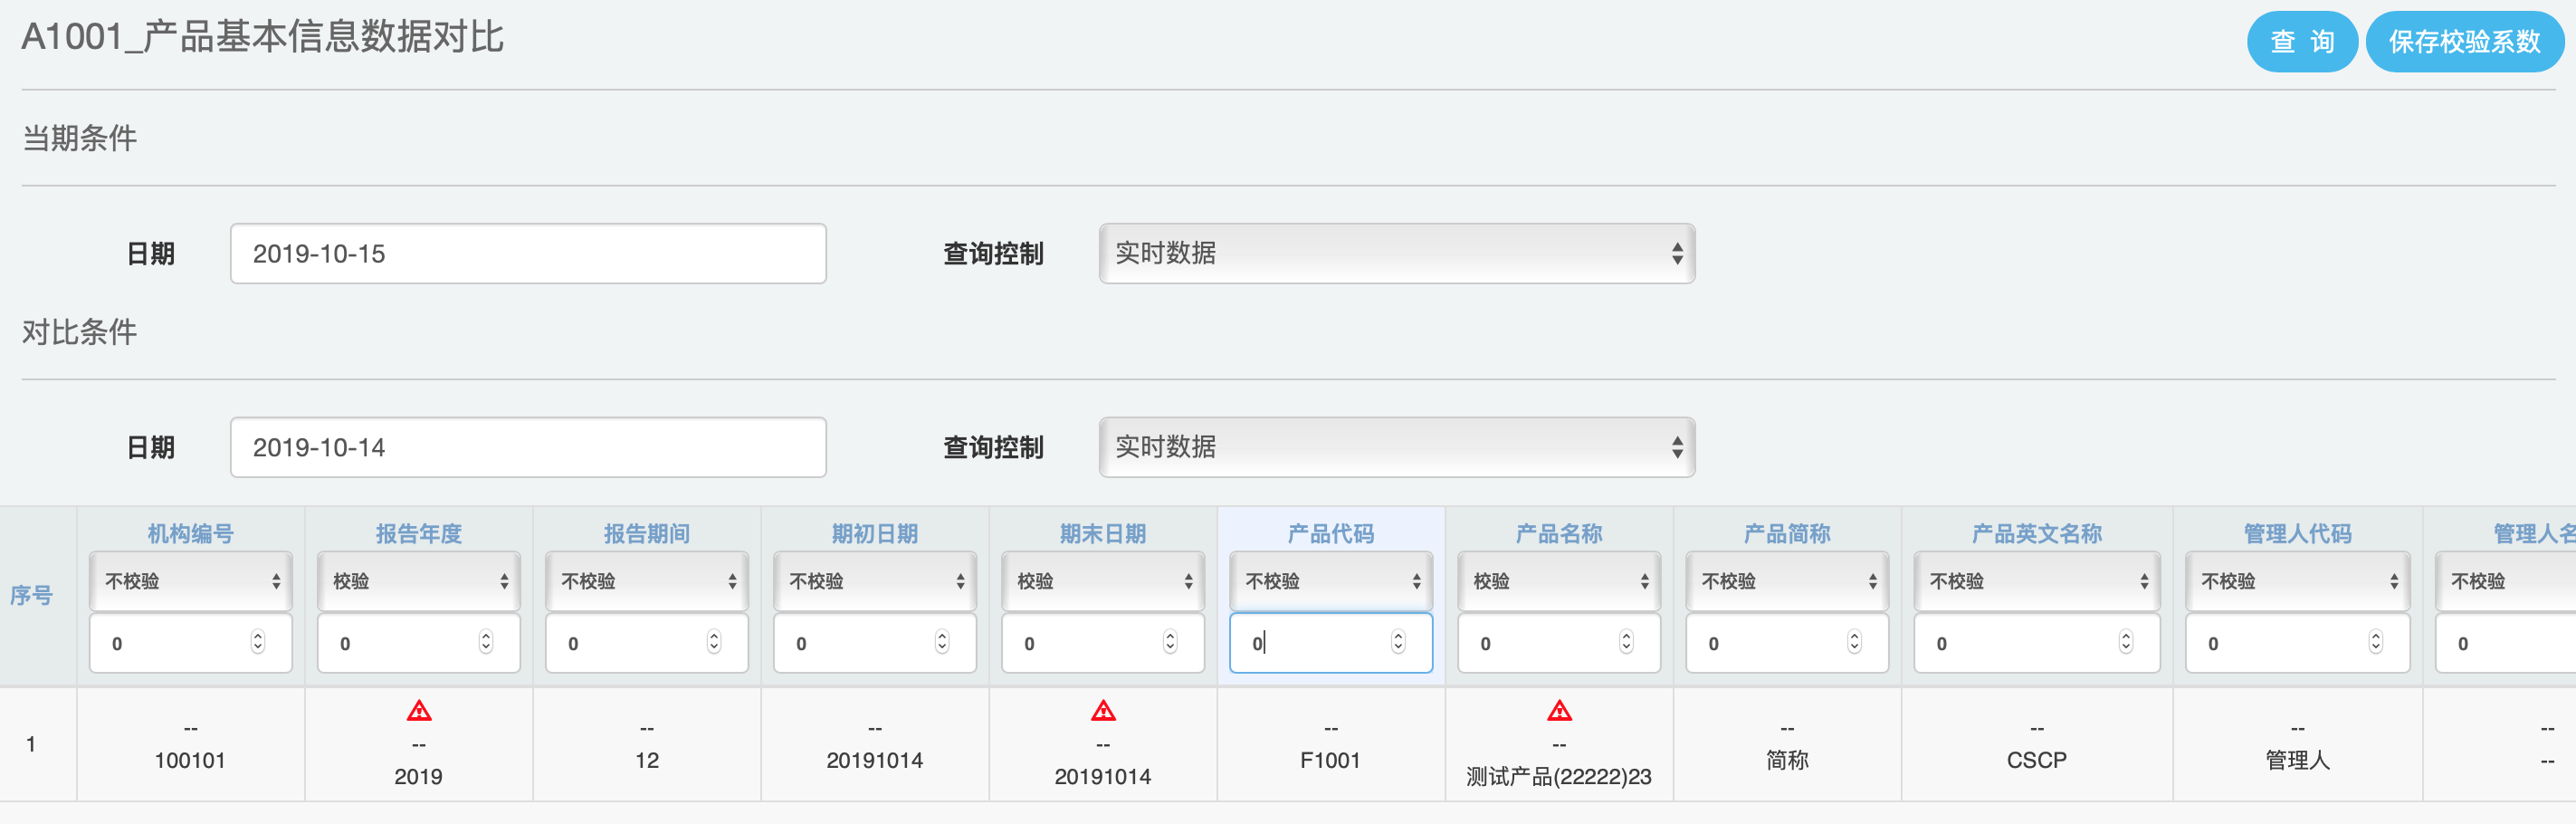 A1001_产品基本信息数据对比
查 询
保存校验系数
当期条件
日期 2019-10-15 查询控制 实时数据
对比条件
日期 2019-10-14 查询控制 实时数据
序号 机构编号 报告年度 报告期间 期初日期 期末日期 产品代码 产品名称 产品简称 产品英文名称 管理人代码 管理人名
不校验 校验 不校验 不校验 校验 不校验 校验 不校验 不校验 不校验 不校验
0 0 0 0 0 0 0 0 0 0 0
-- -- -- -- -- -- -- -- -- -- --
1 100101 2019 12 20191014 20191014 F1001 测试产品(22222)23 简称 CSCP 管理人 --